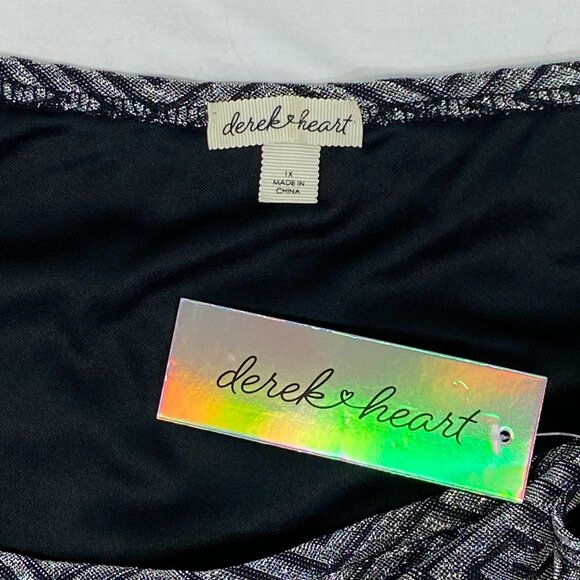 derek heart
1X
MADE IN
CHINA
derek heart